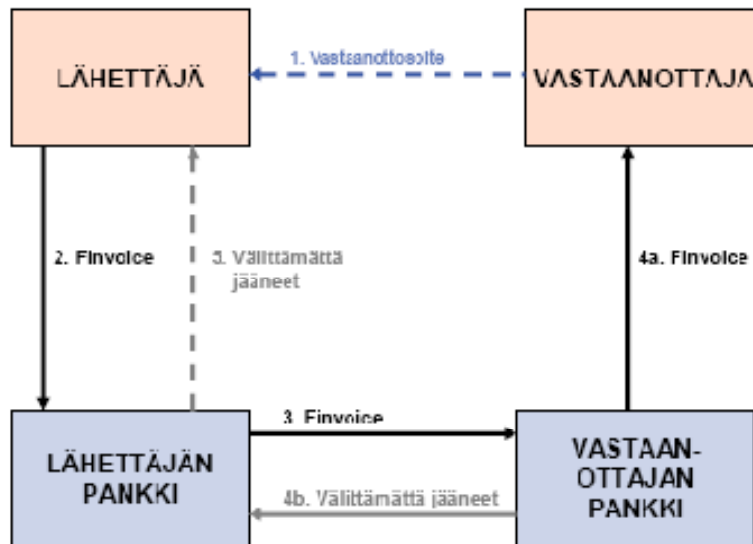 1. Vastaanottosoite
LÄHETTÄJÄ
VASTAANOTTAJA
2. Finvoice
5. Välittämättä
jääneet
4a. Finvoice
3. Finvoice
LÄHETTÄJÄN
PANKKI
VASTAAN-
OTTAJAN
PANKKI
4b. Välittämättä jääneet